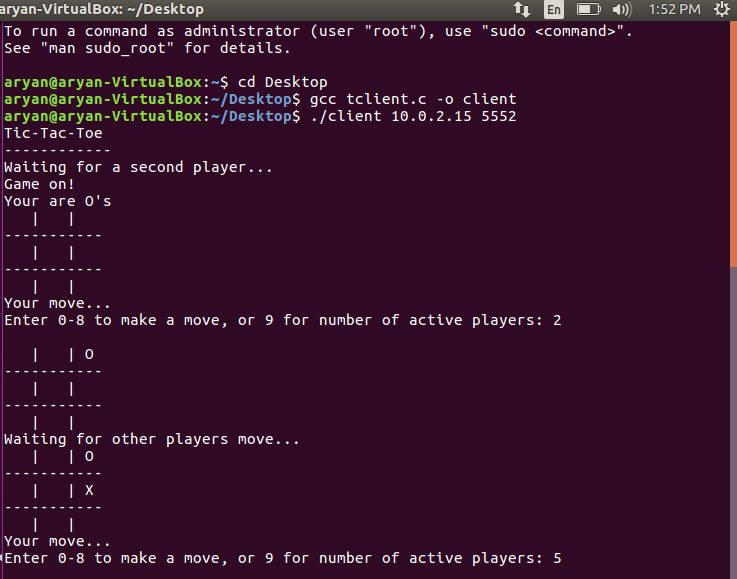 aryan-VirtualBox: ~/Desktop En 1:52 PM
To run a command as administrator (user "root"), use "sudo <command>".
See "man sudo_root" for details.
aryan@aryan-VirtualBox:~$ cd Desktop
aryan@aryan-VirtualBox:~/Desktop$ gcc tclient.c -o client
aryan@aryan-VirtualBox:~/Desktop$ ./client 10.0.2.15 5552
Tic-Tac-Toe
------------
Waiting for a second player...
Game on!
Your are O's
   |   |
-----------
   |   |
-----------
   |   |
Your move...
Enter 0-8 to make a move, or 9 for number of active players: 2
   |   | O
-----------
   |   |
-----------
   |   |
Waiting for other players move...
   |   | O
-----------
   |   | X
-----------
   |   |
Your move...
Enter 0-8 to make a move, or 9 for number of active players: 5